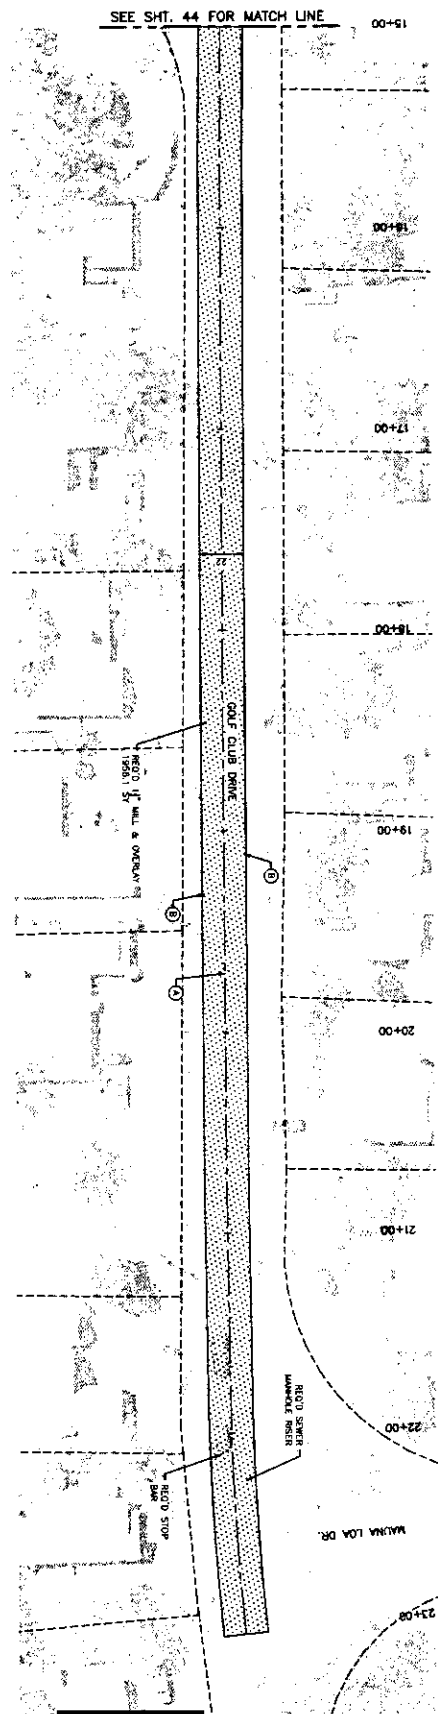 SEE SHT. 44 FOR MATCH LINE
15+00
16+00
17+00
22
18+00
GOLF CLUB DRIVE
REQ'D 1" MILL & OVERLAY
1956.1 SY
19+00
B
B
A
20+00
21+00
REQ'D SEWER
MANHOLE RISER
22+00
REQ'D STOP
BAR
MAUNA LOA DR.